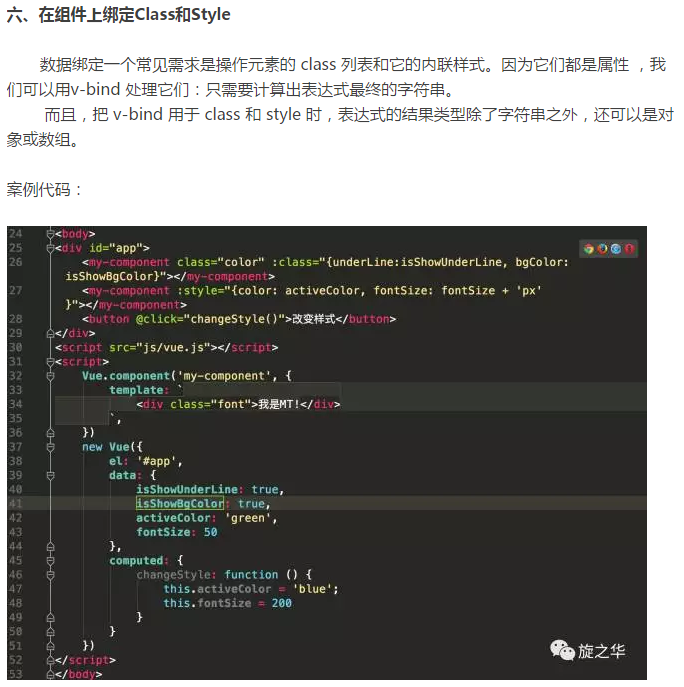 六、在组件上绑定Class和Style
数据绑定一个常见需求是操作元素的 class 列表和它的内联样式。因为它们都是属性 ，我
们可以用v-bind 处理它们：只需要计算出表达式最终的字符串。
而且，把 v-bind 用于 class 和 style 时，表达式的结果类型除了字符串之外，还可以是对
象或数组。
案例代码：
24 <body>
25 <div id="app">
26 <my-component class="color" :class="{underLine:isShowUnderLine, bgColor:
isShowBgColor}"></my-component>
27 <my-component :style="{color: activeColor, fontSize: fontSize + 'px'
}"></my-component>
28 <button @click="changeStyle()">改变样式</button>
29 </div>
30 <script src="js/vue.js"></script>
31 <script>
32 Vue.component('my-component', {
33 template: `
34 <div class="font">我是MT!</div>
35 `,
36 })
37 new Vue({
38 el: '#app',
39 data: {
40 isShowUnderLine: true,
41 isShowBgColor: true,
42 activeColor: 'green',
43 fontSize: 50
44 },
45 computed: {
46 changeStyle: function () {
47 this.activeColor = 'blue';
48 this.fontSize = 200
49 }
50 }
51 })
52 </script>
53 </body>
旋之华